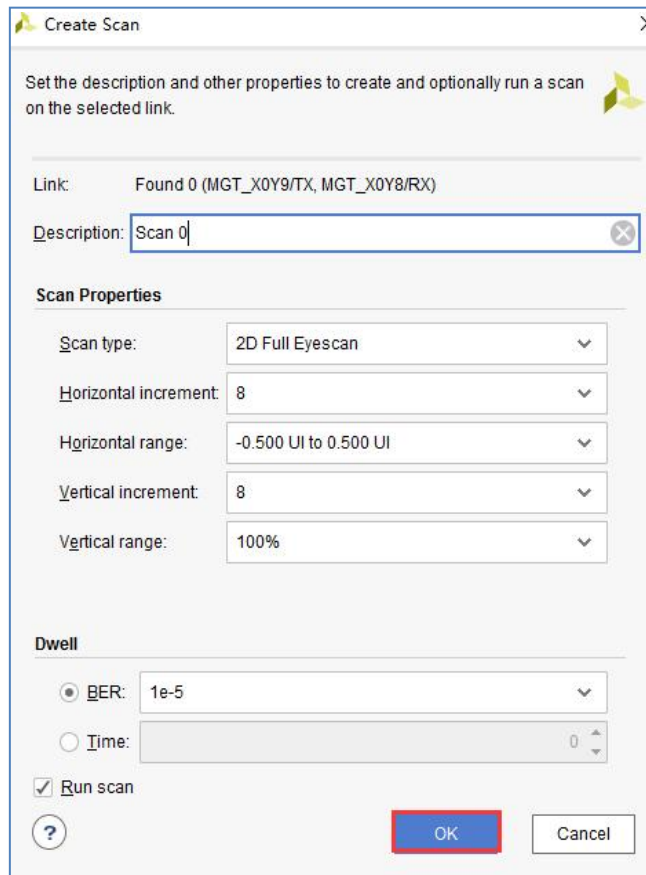 Create Scan
Set the description and other properties to create and optionally run a scan
on the selected link.
Link: Found 0 (MGT_X0Y9/TX, MGT_X0Y8/RX)
Description: Scan 0
Scan Properties
Scan type: 2D Full Eyescan
Horizontal increment: 8
Horizontal range: -0.500 UI to 0.500 UI
Vertical increment: 8
Vertical range: 100%
Dwell
BER: 1e-5
Time: 0
Run scan
? OK Cancel